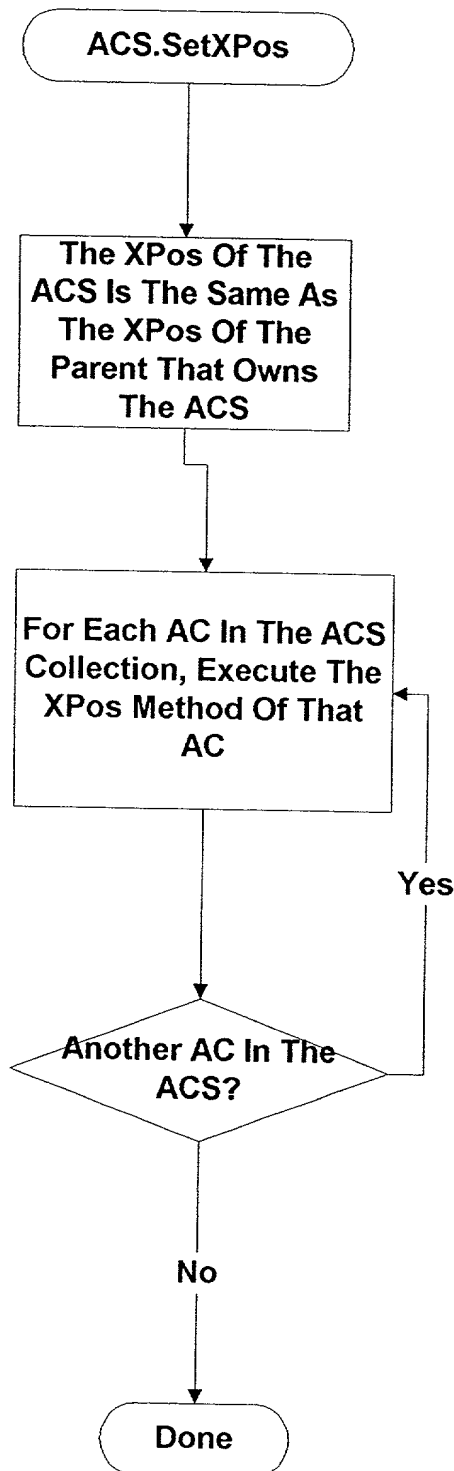 ACS.SetXPos
The XPos Of The
ACS Is The Same As
The XPos Of The
Parent That Owns
The ACS
For Each AC In The ACS
Collection, Execute The
XPos Method Of That
AC
Yes
Another AC In The
ACS?
No
Done